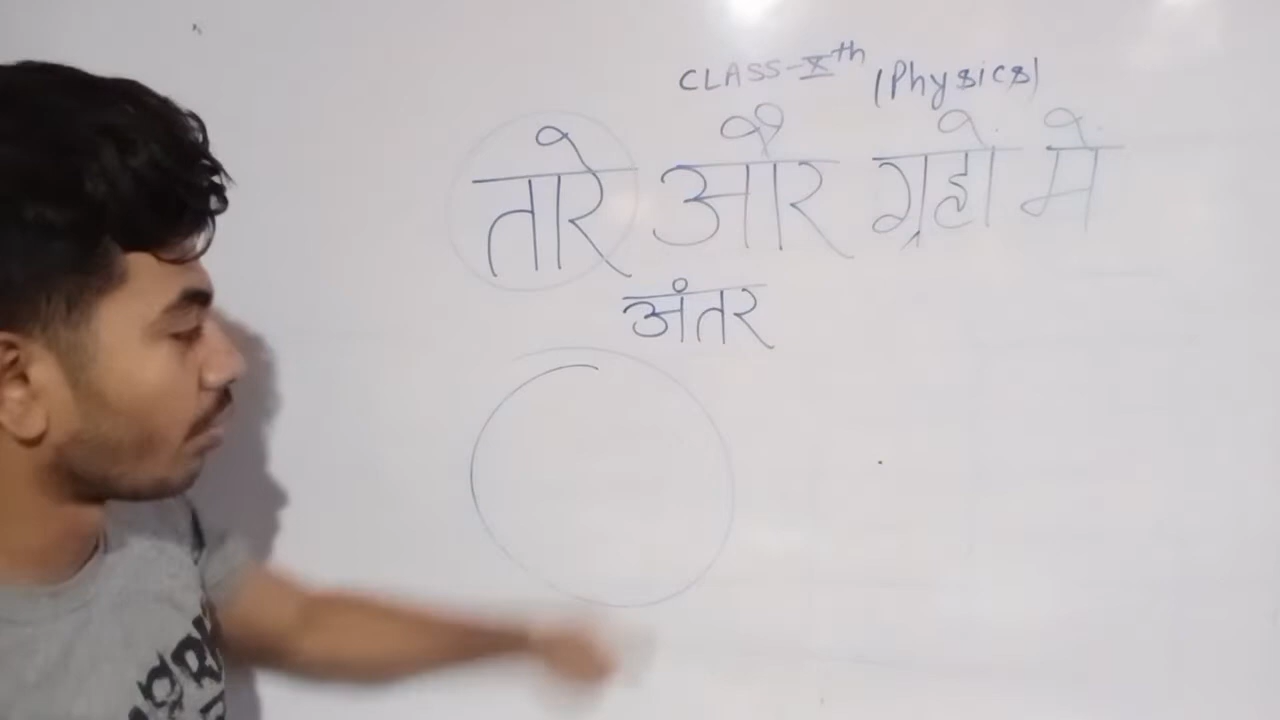 CLASS-Xth (Physics)
तारे और ग्रहों में
अंतर